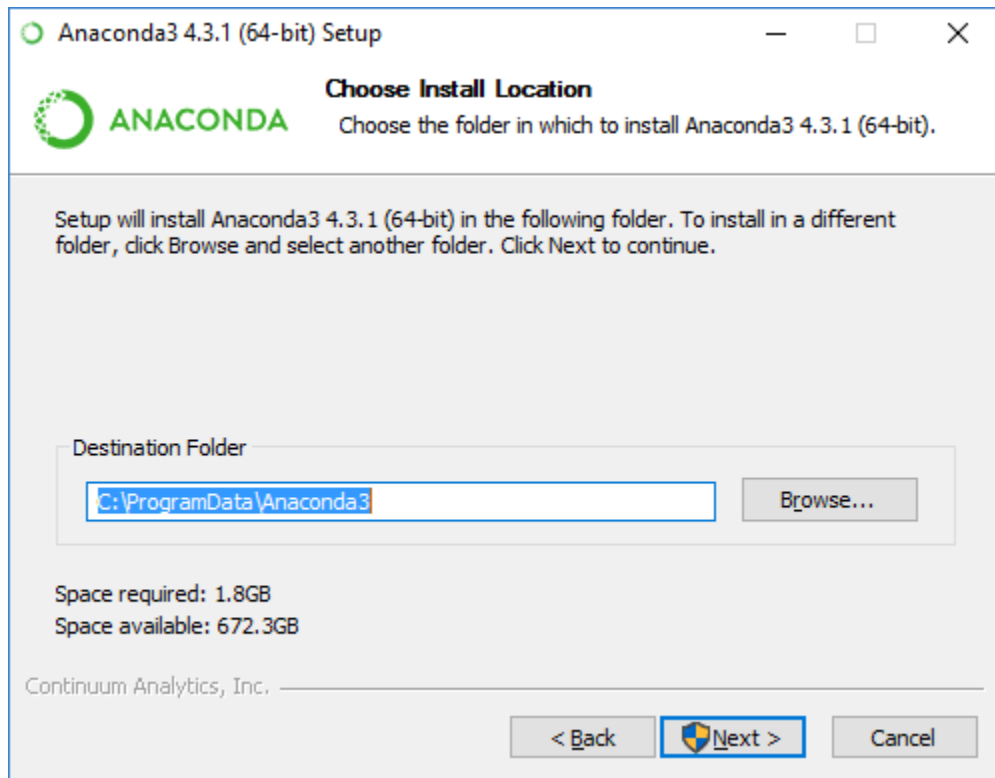 Anaconda3 4.3.1 (64-bit) Setup
ANACONDA
Choose Install Location
Choose the folder in which to install Anaconda3 4.3.1 (64-bit).
Setup will install Anaconda3 4.3.1 (64-bit) in the following folder. To install in a different
folder, click Browse and select another folder. Click Next to continue.
Destination Folder
C:\ProgramData\Anaconda3
Browse...
Space required: 1.8GB
Space available: 672.3GB
Continuum Analytics, Inc.
< Back
Next >
Cancel